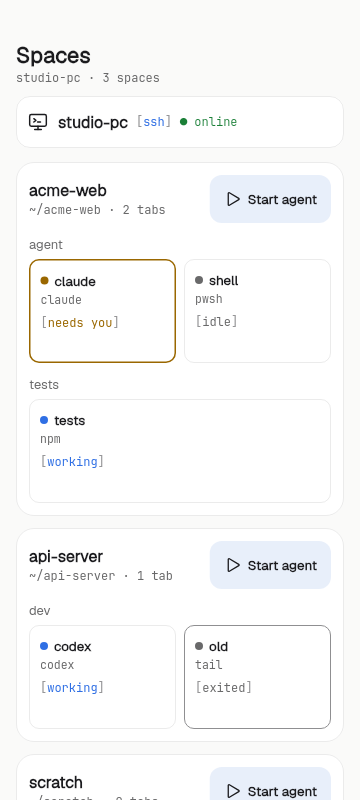 Spaces
studio-pc · 3 spaces
studio-pc [ssh] ● online
acme-web
~/acme-web · 2 tabs
Start agent
agent
claude
claude
[needs you]
shell
pwsh
[idle]
tests
tests
npm
[working]
api-server
~/api-server · 1 tab
Start agent
dev
codex
codex
[working]
old
tail
[exited]
scratch
Start agent